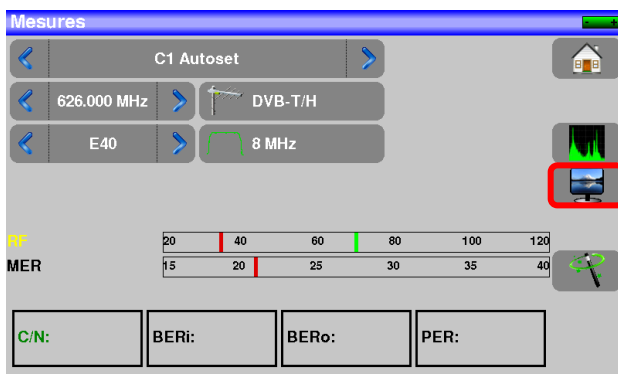 Mesures
C1 Autoset
626.000 MHz
DVB-T/H
E40
8 MHz
RF 20 40 60 80 100 120
MER 15 20 25 30 35 40
C/N: BERi: BERo: PER: